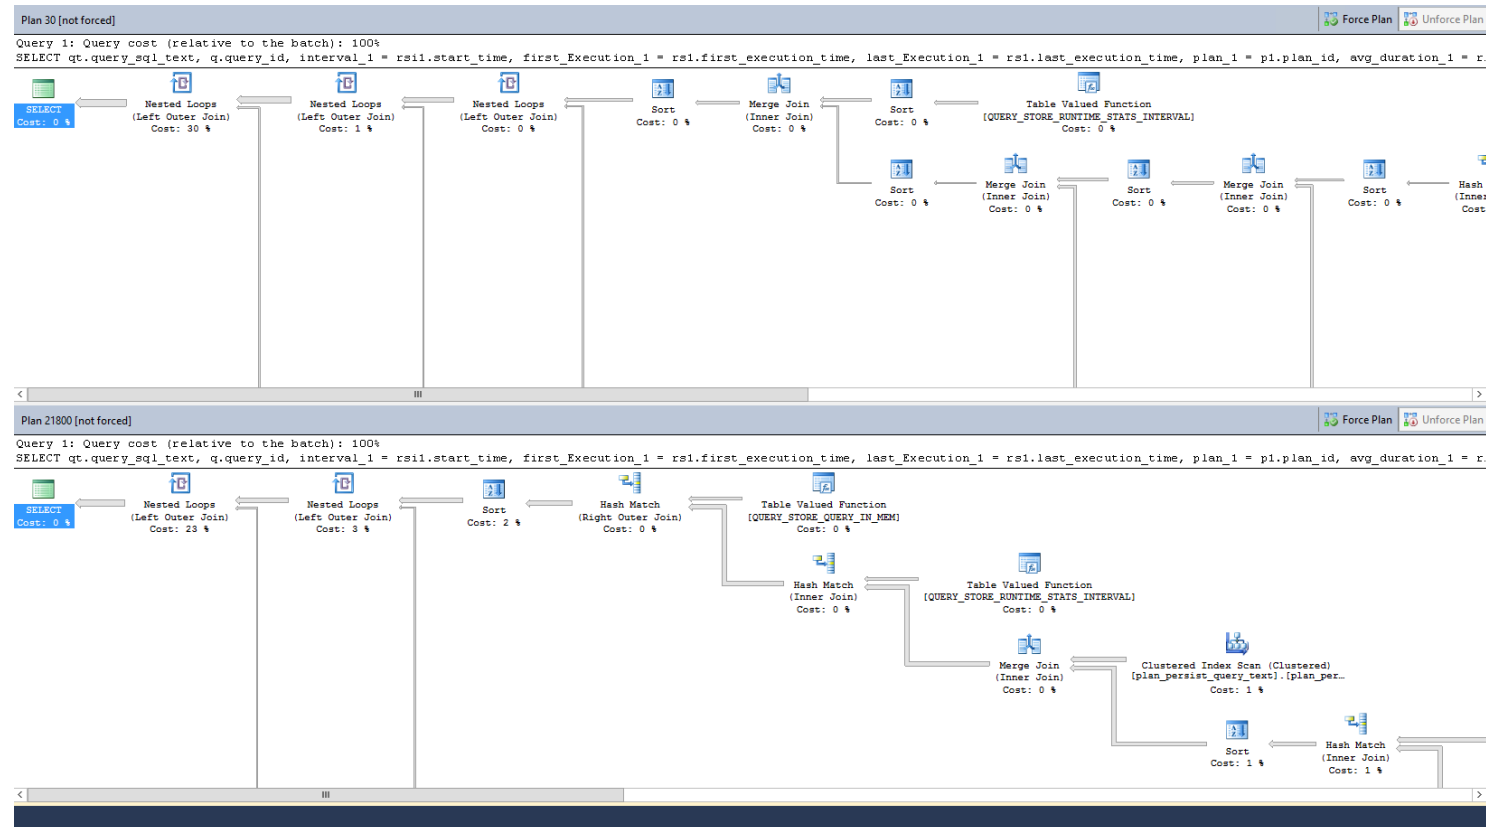 Plan 30 [not forced]
Force Plan
Unforce Plan
Query 1: Query cost (relative to the batch): 100%
SELECT qt.query_sql_text, q.query_id, interval_1 = rsi1.start_time, first_Execution_1 = rs1.first_execution_time, last_Execution_1 = rs1.last_execution_time, plan_1 = p1.plan_id, avg_duration_1 = r
SELECT
Cost: 0 %
Nested Loops
(Left Outer Join)
Cost: 30 %
Nested Loops
(Left Outer Join)
Cost: 1 %
Nested Loops
(Left Outer Join)
Cost: 0 %
Sort
Cost: 0 %
Merge Join
(Inner Join)
Cost: 0 %
Sort
Cost: 0 %
Table Valued Function
[QUERY_STORE_RUNTIME_STATS_INTERVAL]
Cost: 0 %
Sort
Cost: 0 %
Merge Join
(Inner Join)
Cost: 0 %
Sort
Cost: 0 %
Merge Join
(Inner Join)
Cost: 0 %
Sort
Cost: 0 %
Hash
(Inner
Cost
Plan 21800 [not forced]
Force Plan
Unforce Plan
Query 1: Query cost (relative to the batch): 100%
SELECT qt.query_sql_text, q.query_id, interval_1 = rsi1.start_time, first_Execution_1 = rs1.first_execution_time, last_Execution_1 = rs1.last_execution_time, plan_1 = p1.plan_id, avg_duration_1 = r
SELECT
Cost: 0 %
Nested Loops
(Left Outer Join)
Cost: 23 %
Nested Loops
(Left Outer Join)
Cost: 3 %
Sort
Cost: 2 %
Hash Match
(Right Outer Join)
Cost: 0 %
Table Valued Function
[QUERY_STORE_QUERY_IN_MEM]
Cost: 0 %
Hash Match
(Inner Join)
Cost: 0 %
Table Valued Function
[QUERY_STORE_RUNTIME_STATS_INTERVAL]
Cost: 0 %
Merge Join
(Inner Join)
Cost: 0 %
Clustered Index Scan (Clustered)
[plan_persist_query_text].[plan_per…
Cost: 1 %
Sort
Cost: 1 %
Hash Match
(Inner Join)
Cost: 1 %